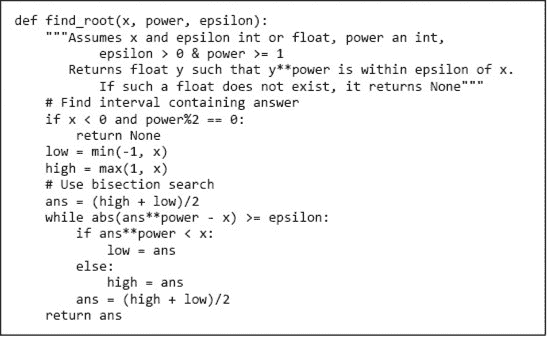 def find_root(x, power, epsilon):
    """Assumes x and epsilon int or float, power an int,
            epsilon > 0 & power >= 1
        Returns float y such that y**power is within epsilon of x.
            If such a float does not exist, it returns None"""
    # Find interval containing answer
    if x < 0 and power%2 == 0:
        return None
    low = min(-1, x)
    high = max(1, x)
    # Use bisection search
    ans = (high + low)/2
    while abs(ans**power - x) >= epsilon:
        if ans**power < x:
            low = ans
        else:
            high = ans
        ans = (high + low)/2
    return ans